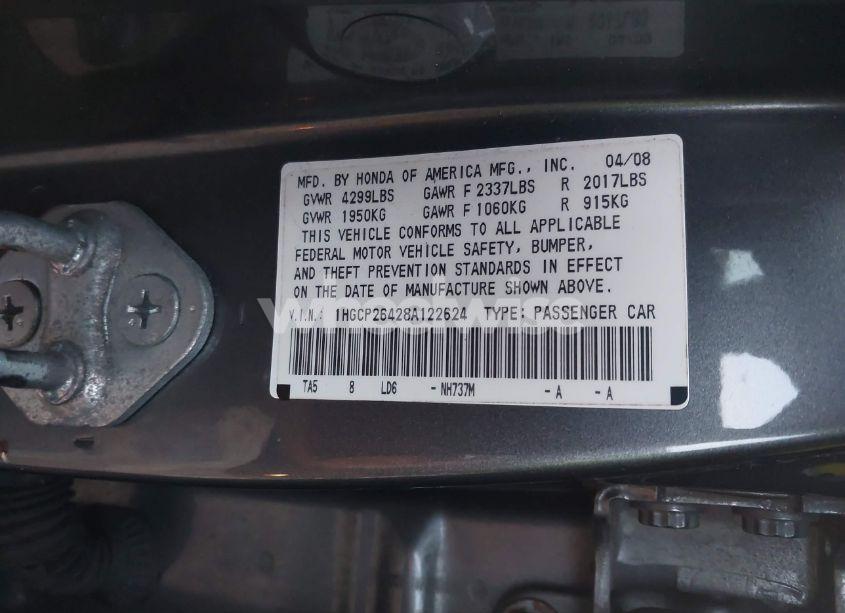 MFD. BY HONDA OF AMERICA MFG., INC. 04/08
GVWR 4299LBS GAWR F 2337LBS R 2017LBS
GVWR 1950KG GAWR F 1060KG R 915KG
THIS VEHICLE CONFORMS TO ALL APPLICABLE
FEDERAL MOTOR VEHICLE SAFETY, BUMPER,
AND THEFT PREVENTION STANDARDS IN EFFECT
ON THE DATE OF MANUFACTURE SHOWN ABOVE.
V.I.N.: 1HGCP26428A122624 TYPE: PASSENGER CAR
TA5 8 LD6 - NH737M - A - A